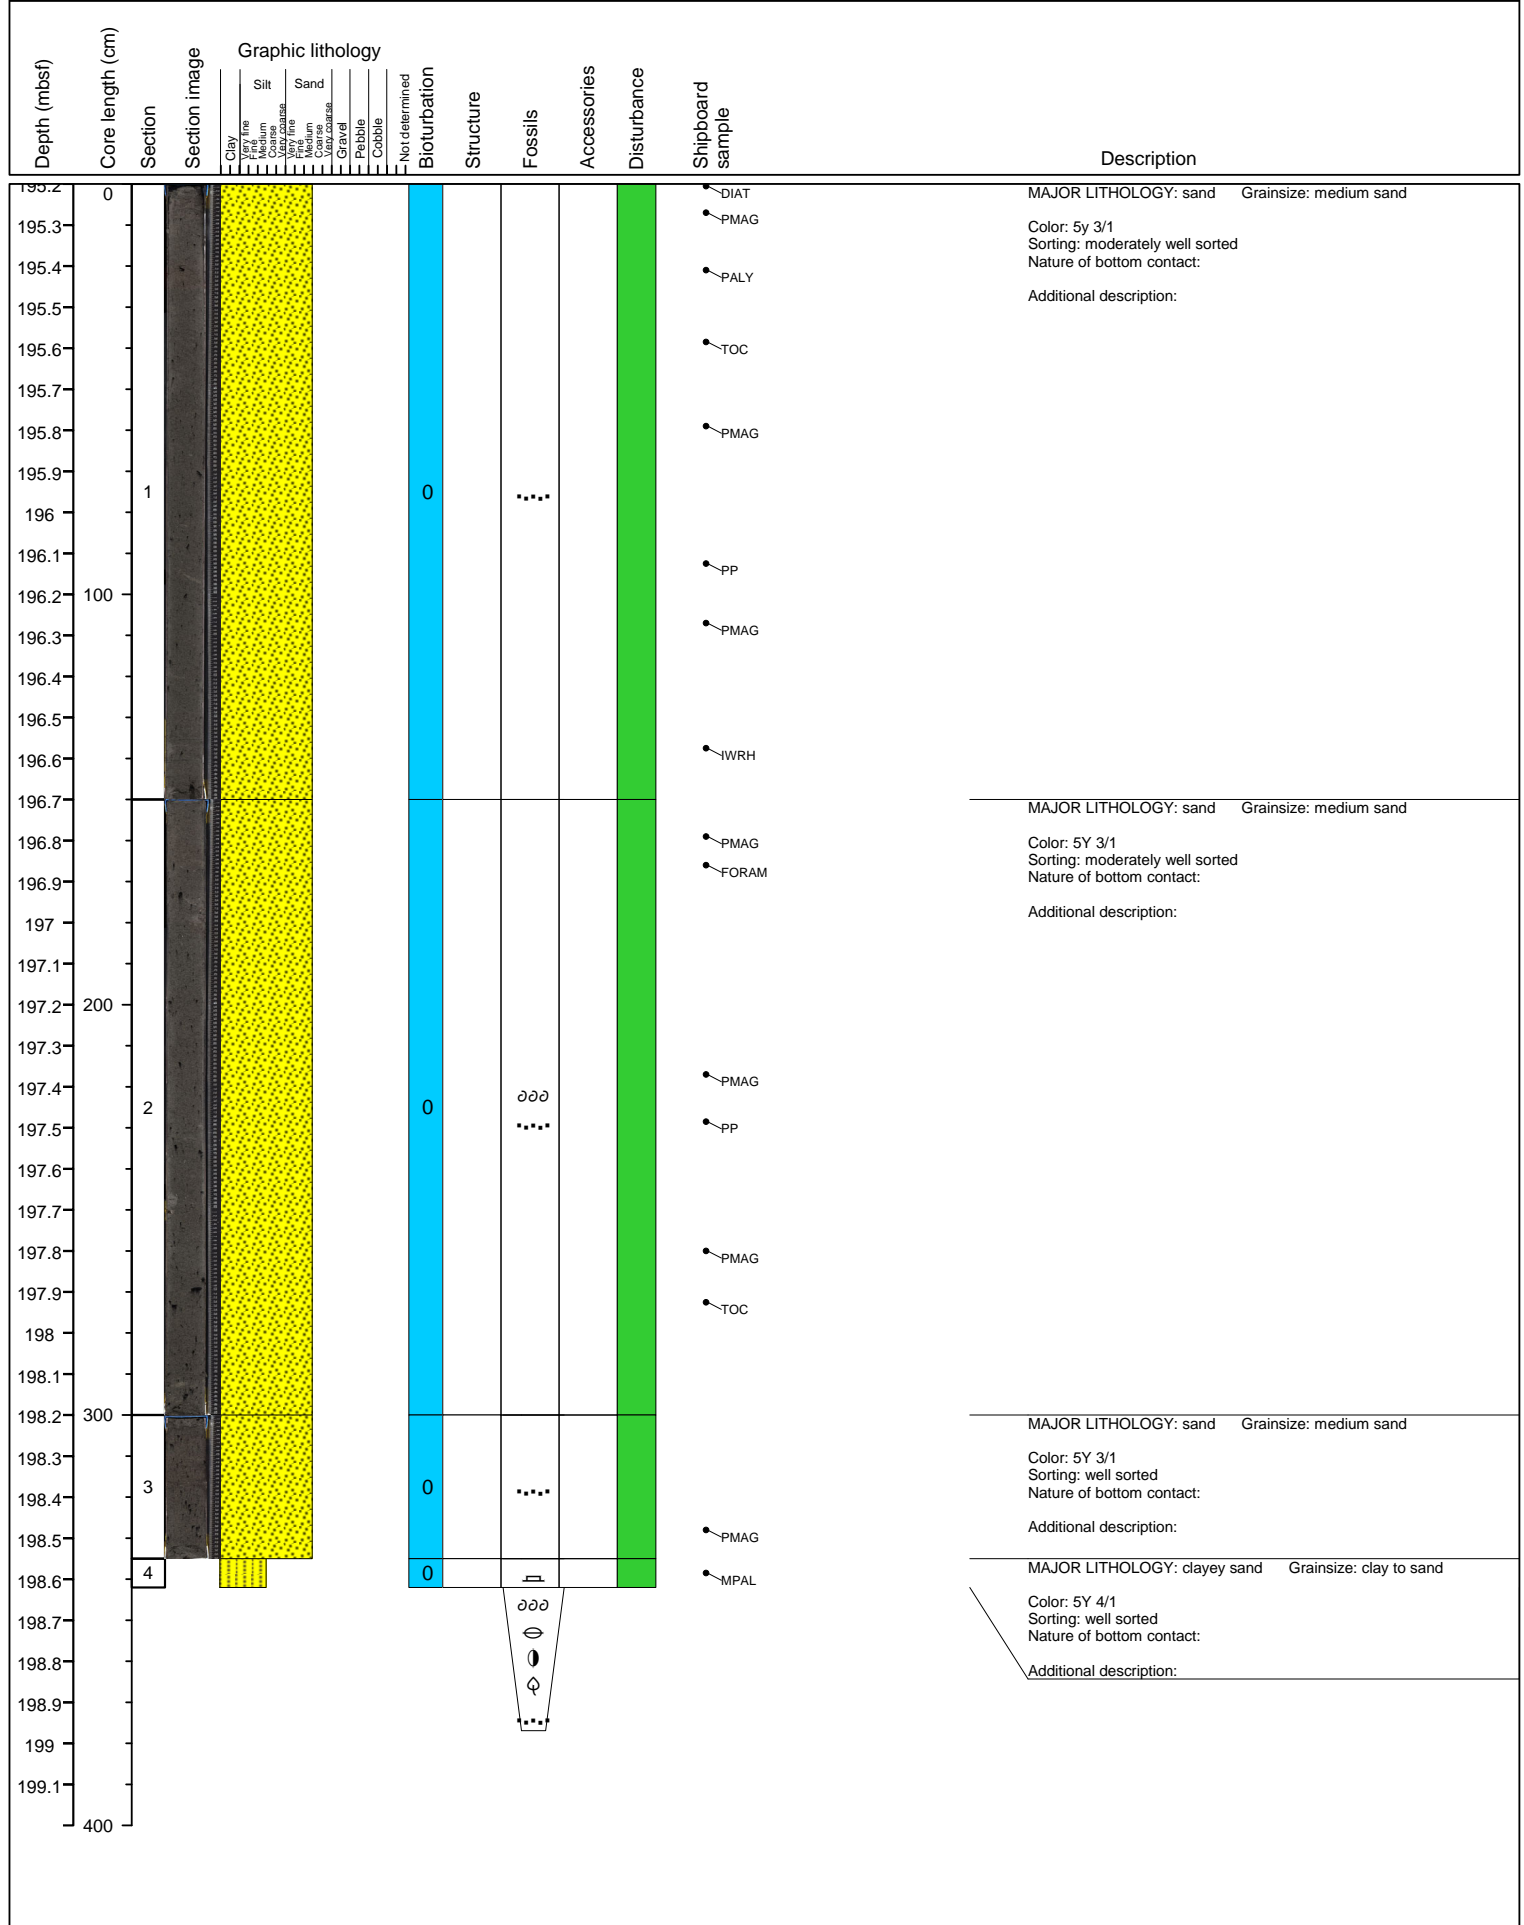 Depth (mbsf)
Core length (cm)
Section
Section image
Graphic lithology
Clay
Silt
Very fine
Fine
Medium
Coarse
Very coarse
Sand
Very fine
Fine
Medium
Coarse
Very coarse
Gravel
Pebble
Cobble
Not determined
Bioturbation
Structure
Fossils
Accessories
Disturbance
Shipboard
sample
Description
195.2
195.3
195.4
195.5
195.6
195.7
195.8
195.9
196
196.1
196.2
196.3
196.4
196.5
196.6
196.7
196.8
196.9
197
197.1
197.2
197.3
197.4
197.5
197.6
197.7
197.8
197.9
198
198.1
198.2
198.3
198.4
198.5
198.6
198.7
198.8
198.9
199
199.1
0
100
200
300
400
1
2
3
4
0
0
0
0
DIAT
PMAG
PALY
TOC
PMAG
PP
PMAG
IWRH
PMAG
FORAM
PMAG
PP
PMAG
TOC
PMAG
MPAL
MAJOR LITHOLOGY: sand Grainsize: medium sand
Color: 5y 3/1
Sorting: moderately well sorted
Nature of bottom contact:
Additional description:
MAJOR LITHOLOGY: sand Grainsize: medium sand
Color: 5Y 3/1
Sorting: moderately well sorted
Nature of bottom contact:
Additional description:
MAJOR LITHOLOGY: sand Grainsize: medium sand
Color: 5Y 3/1
Sorting: well sorted
Nature of bottom contact:
Additional description:
MAJOR LITHOLOGY: clayey sand Grainsize: clay to sand
Color: 5Y 4/1
Sorting: well sorted
Nature of bottom contact:
Additional description: